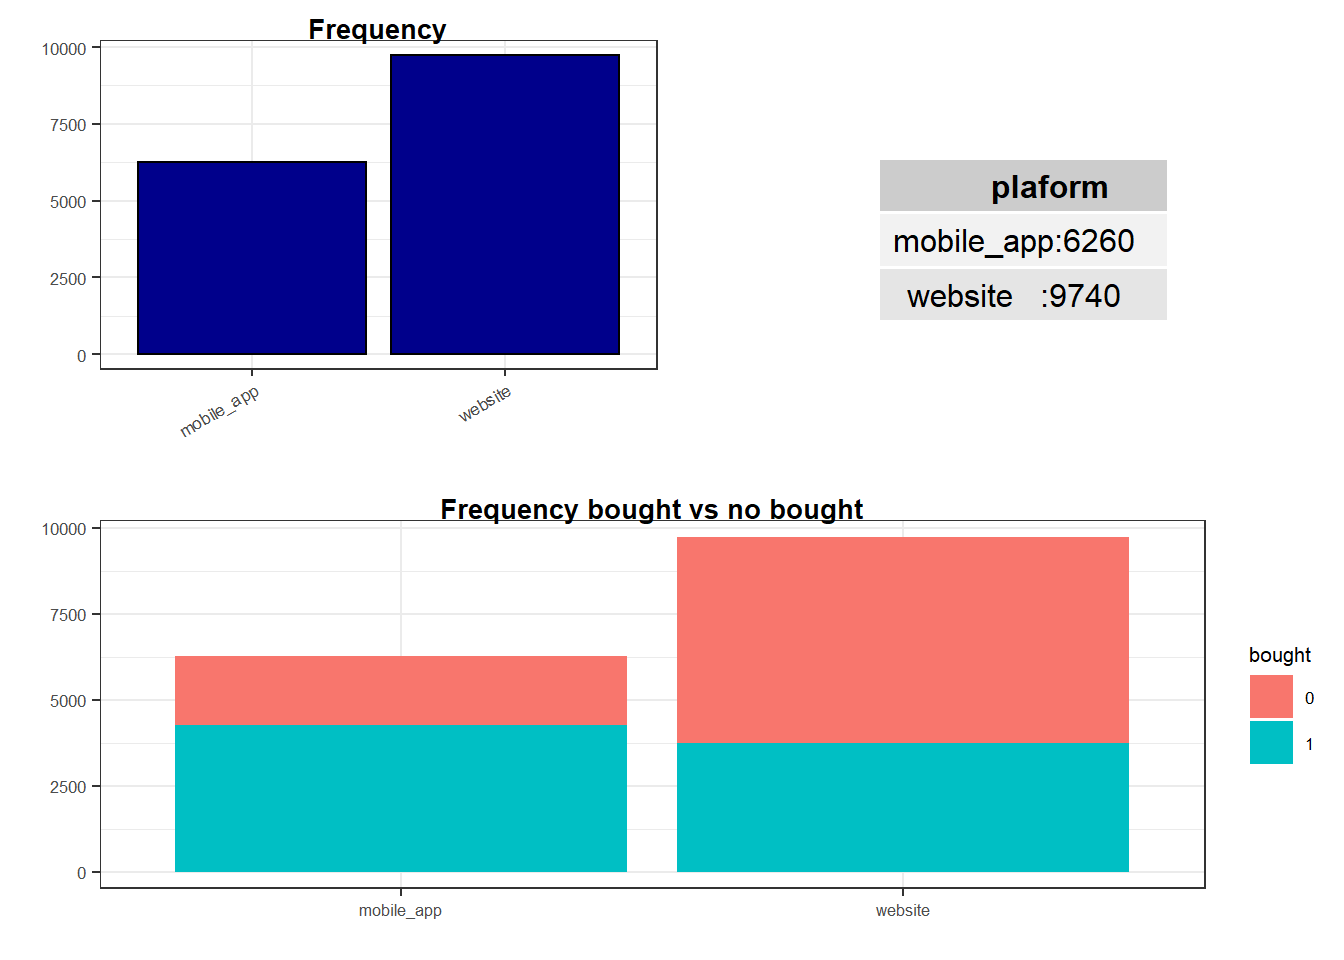 Frequency
10000
7500
5000
2500
0
mobile_app
website
plaform
mobile_app:6260
website :9740
Frequency bought vs no bought
10000
7500
5000
2500
0
mobile_app
website
bought
0
1